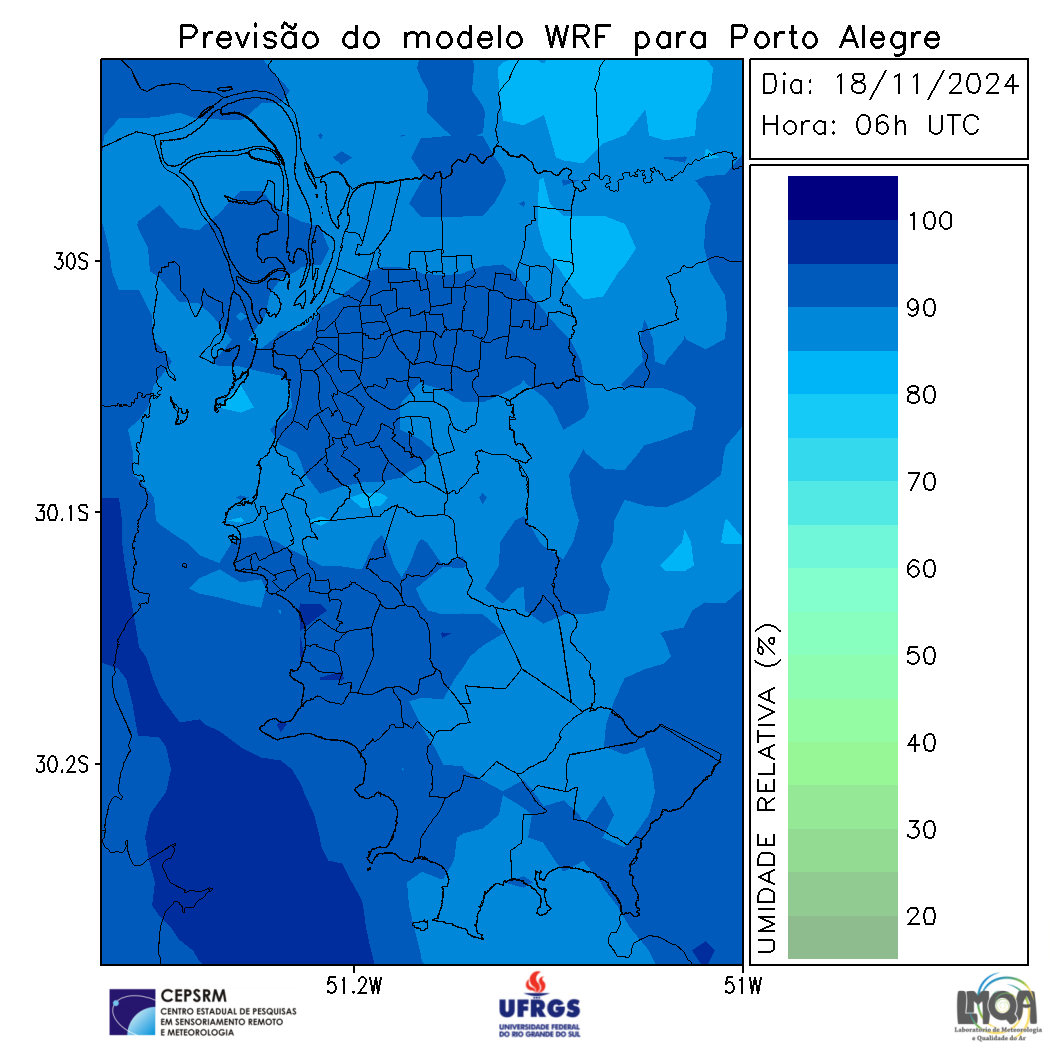 Previsão do modelo WRF para Porto Alegre
Dia: 18/11/2024
Hora: 06h UTC
30S
30.1S
30.2S
51.2W
51W
100
90
80
70
60
50
40
30
20
UMIDADE RELATIVA (%)
CEPSRM
CENTRO ESTADUAL DE PESQUISAS
EM SENSORIAMENTO REMOTO
E METEOROLOGIA
UFRGS
UNIVERSIDADE FEDERAL
DO RIO GRANDE DO SUL
LMQA
Laboratório de Meteorologia
e Qualidade do Ar